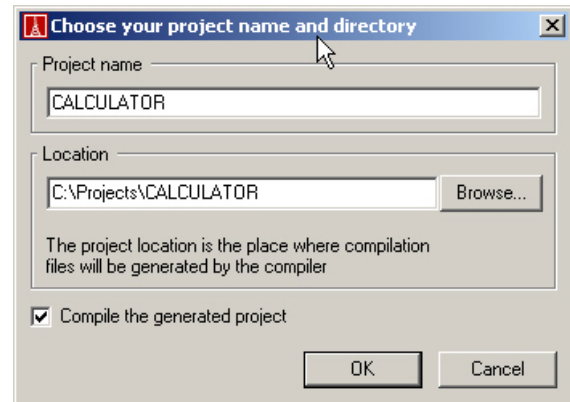 Choose your project name and directory
Project name
CALCULATOR
Location
C:\Projects\CALCULATOR
Browse...
The project location is the place where compilation
files will be generated by the compiler
Compile the generated project
OK
Cancel